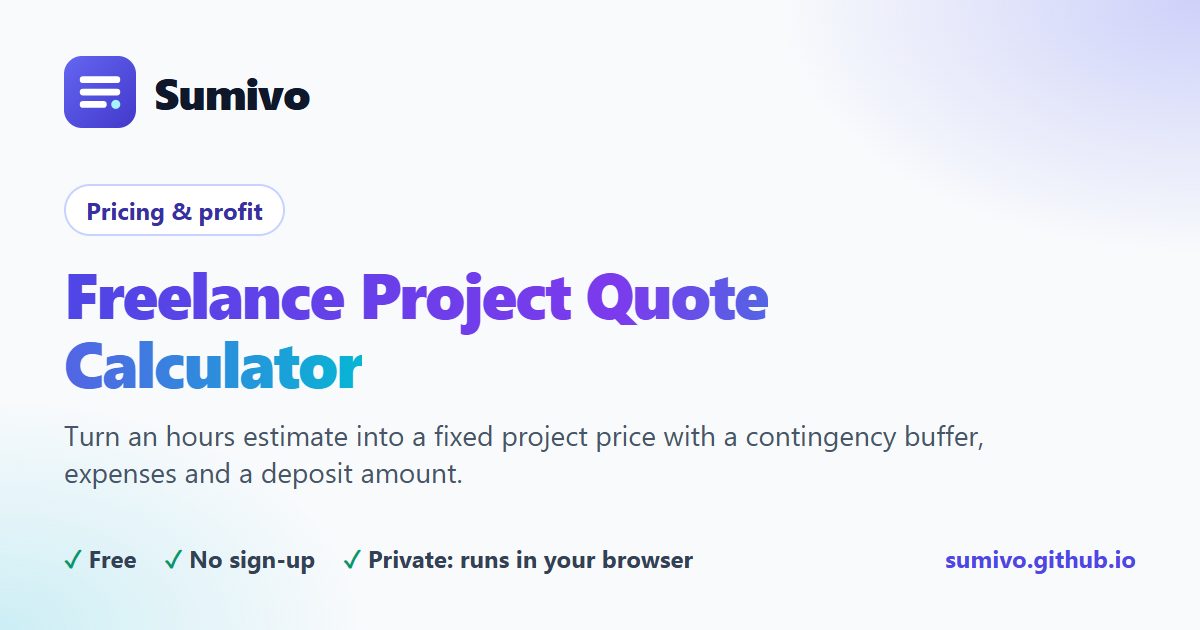 Sumivo
Pricing & profit
Freelance Project Quote
Calculator
Turn an hours estimate into a fixed project price with a contingency buffer,
expenses and a deposit amount.
✓ Free ✓ No sign-up ✓ Private: runs in your browser
sumivo.github.io